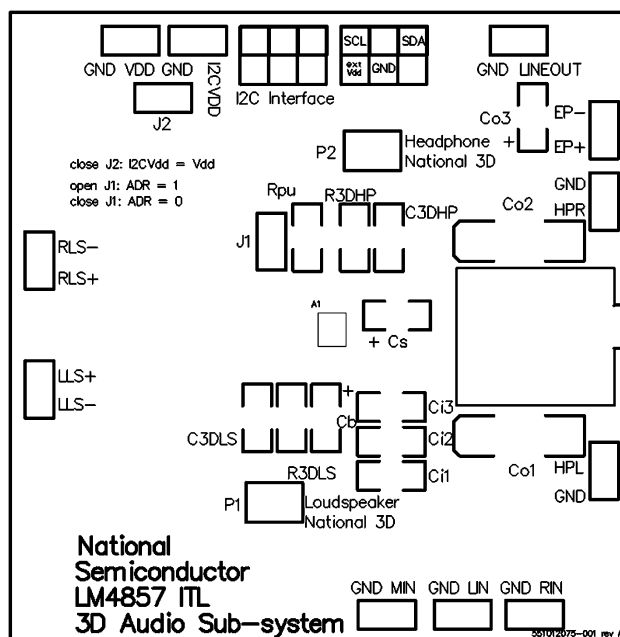 SCL SDA
ext Vdd GND
GND VDD GND I2CVDD
J2
I2C Interface
GND LINEOUT
Co3
+
EP-
EP+
P2
Headphone
National 3D
close J2: I2CVdd = Vdd
open J1: ADR = 1
close J1: ADR = 0
Rpu
R3DHP
C3DHP
GND
HPR
Co2
J1
RLS-
RLS+
A1
+ Cs
LLS+
LLS-
+
Cb
C3DLS
R3DLS
Ci3
Ci2
Ci1
Co1
HPL
GND
P1
Loudspeaker
National 3D
National
Semiconductor
LM4857 ITL
3D Audio Sub-system
GND MIN GND LIN GND RIN
551012075-001 rev